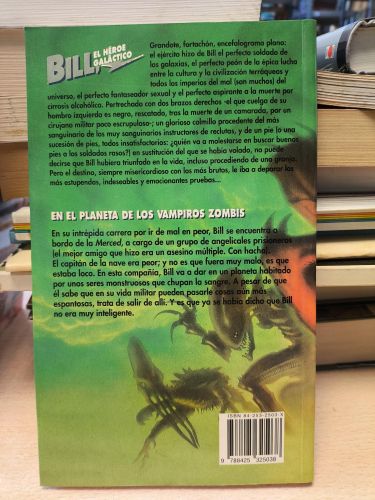 BILL, EL HÉROE GALÁCTICO
Grandote, fortachón, encefalograma plano:
el ejército hizo de Bill el perfecto soldado de
las galaxias, el perfecto peón de la épica lucha
entre la cultura y la civilización terráqueas y
todos los imperios del mal (muchos) del
universo, el perfecto fantaseador sexual y el perfecto aspirante a la muerte por
cirrosis alcohólica. Pertrechado con dos brazos derechos -el que cuelga de su
hombro izquierdo es negro, rescatado, tras la muerte de un camarada, por un
cirujano militar poco escrupuloso-; un glorioso colmillo procedente del más
sanguinario de los muy sanguinarios instructores de reclutas, y de un pie (o una
sucesión de pies, todos insatisfactorios: ¿quién va a molestarse en buscar buenos
pies a los soldados rasos?) en sustitución del que se había volado, no puede
decirse que Bill hubiera triunfado en la vida, incluso procediendo de una granja.
Pero el destino, siempre misericordioso con los más brutos, le iba a deparar las
más estupendas, indeseables y emocionantes pruebas...
EN EL PLANETA DE LOS VAMPIROS ZOMBIS
En su intrépida carrera por ir de mal en peor, Bill se encuentra a
bordo de la Merced, a cargo de un grupo de angelicales prisioneros
(el mejor amigo que hizo era un asesino múltiple. Con hacha).
El capitán de la nave era peor; y no es que fuera muy malo, es que
estaba loco. En esta compañía, Bill va a dar en un planeta habitado
por unos seres monstruosos que chupan la sangre. A pesar de que
él sabe que en su vida militar pueden pasarle cosas aún más
espantosas, trata de salir de allí. Y es que ya se había dicho que Bill
no era muy inteligente.
ISBN 84-253-2503-X
9 788425 325038